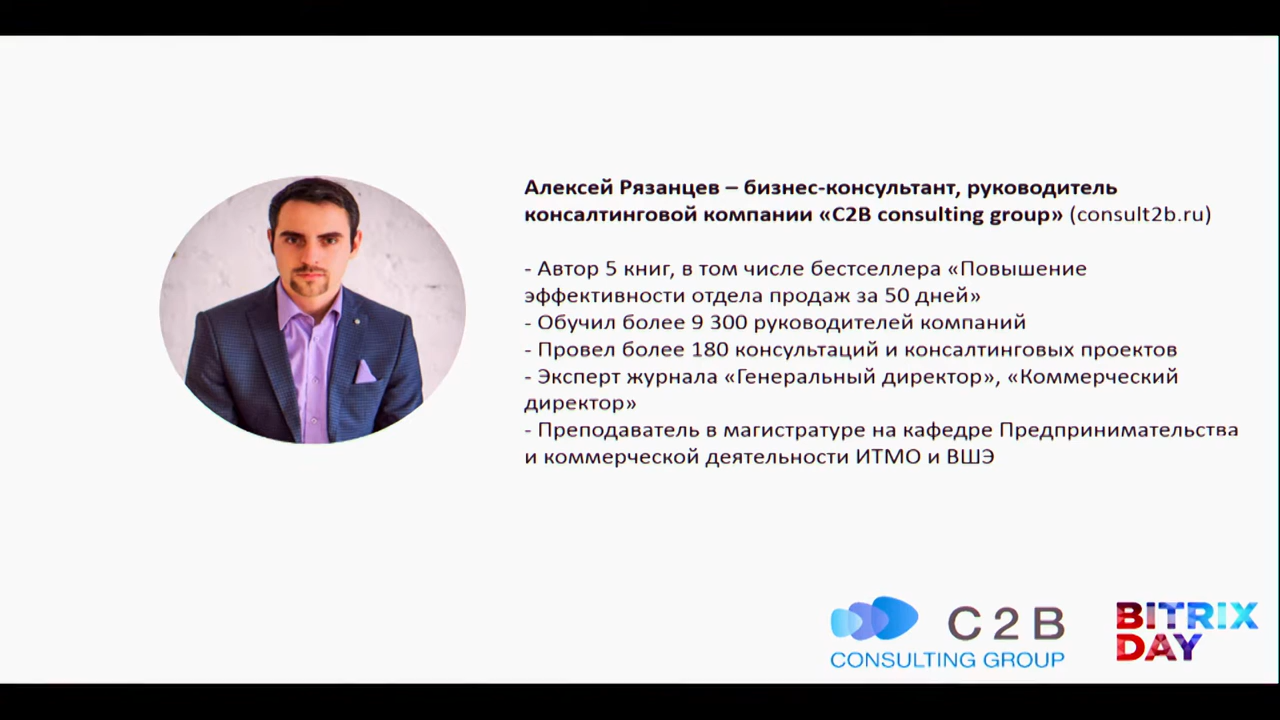 Алексей Рязанцев – бизнес-консультант, руководитель
консалтинговой компании «C2B consulting group» (consult2b.ru)
- Автор 5 книг, в том числе бестселлера «Повышение
эффективности отдела продаж за 50 дней»
- Обучил более 9 300 руководителей компаний
- Провел более 180 консультаций и консалтинговых проектов
- Эксперт журнала «Генеральный директор», «Коммерческий
директор»
- Преподаватель в магистратуре на кафедре Предпринимательства
и коммерческой деятельности ИТМО и ВШЭ
C2B
CONSULTING GROUP
BITRIX
DAY